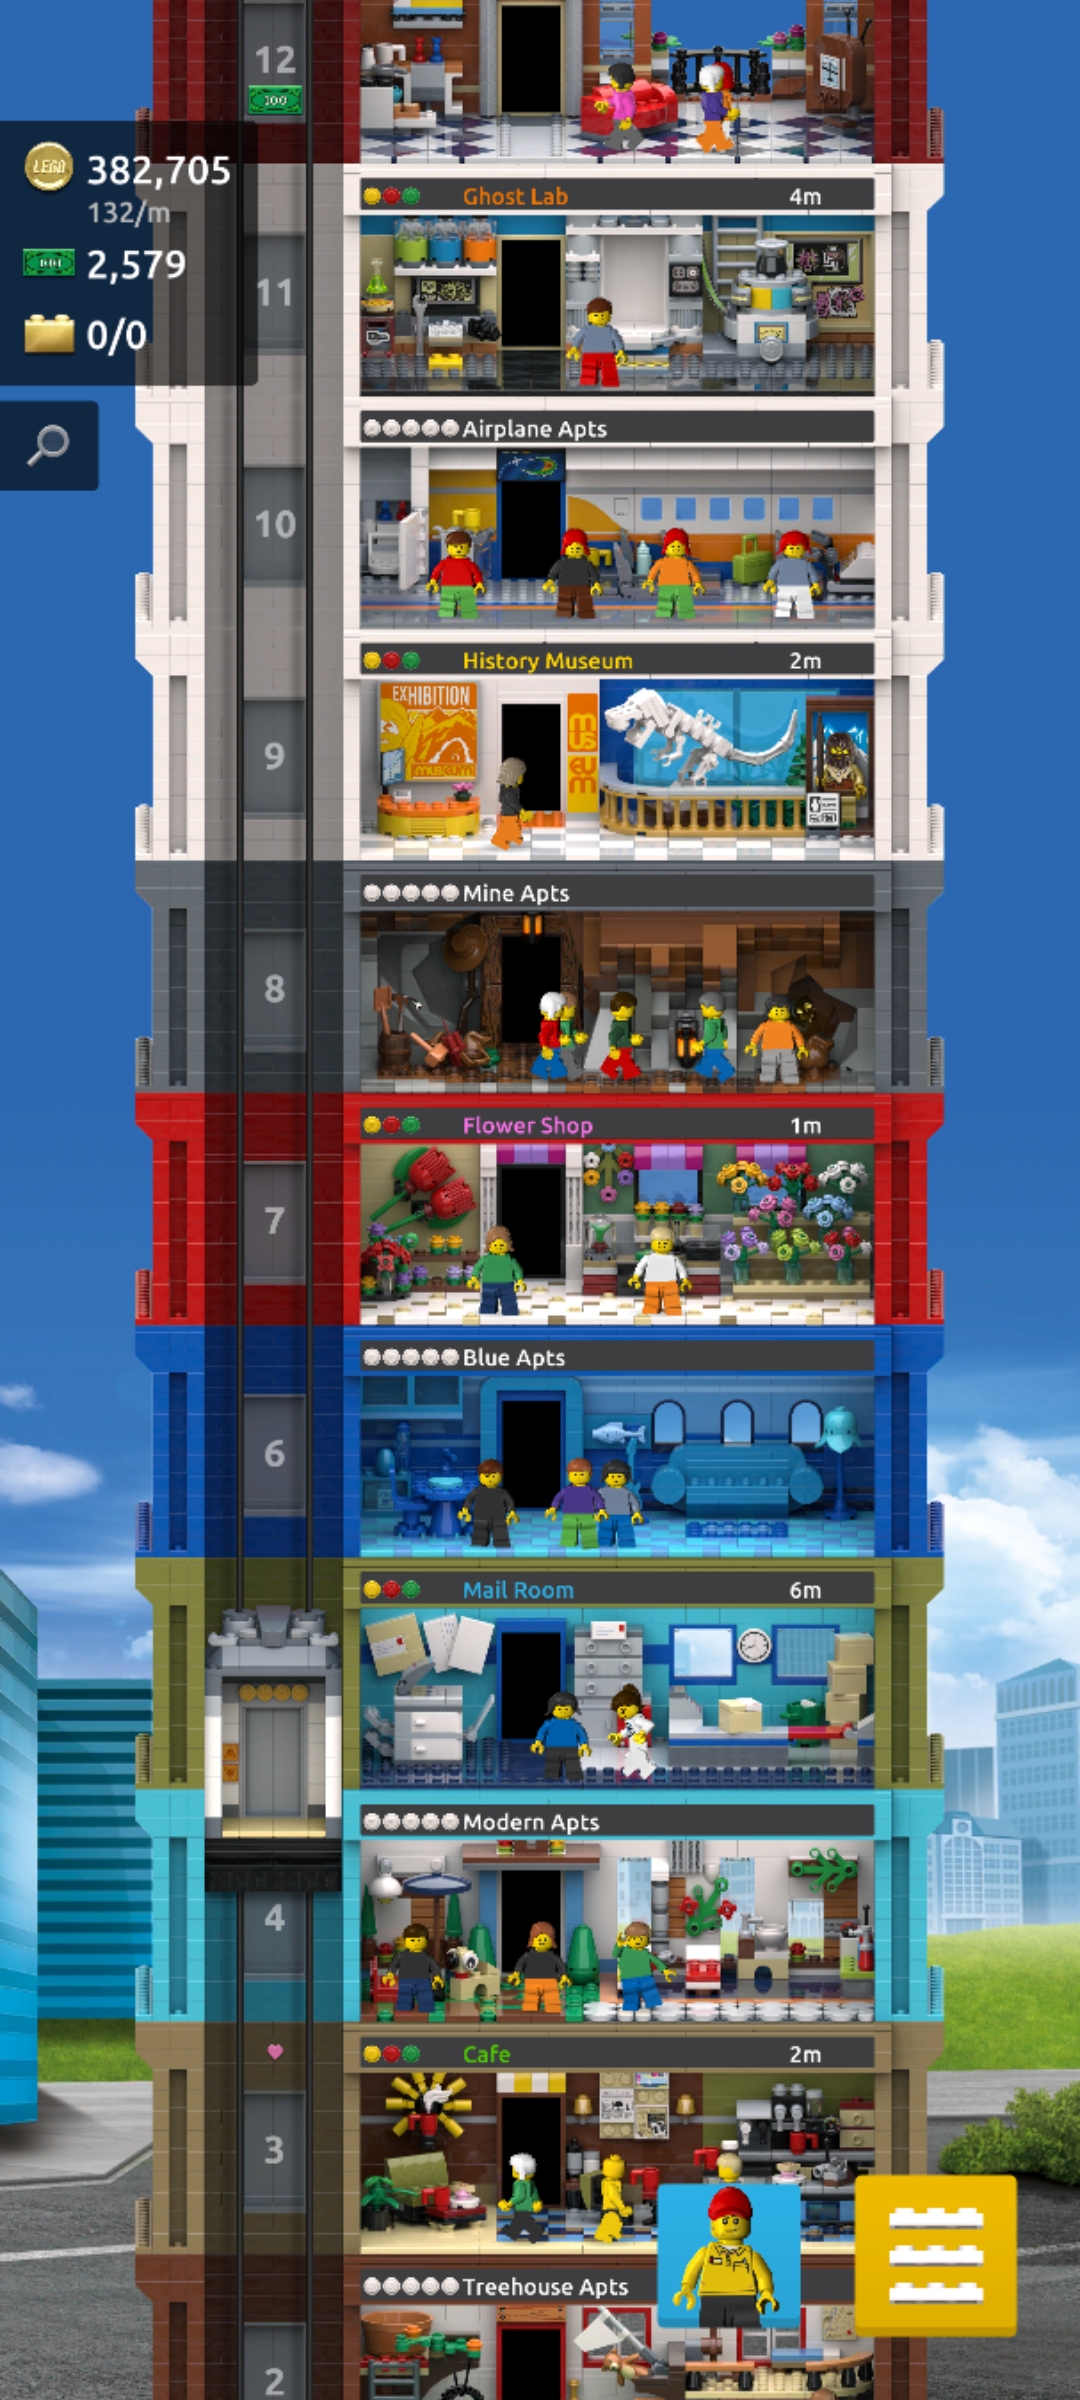 12
100
LEGO
382,705
132/m
2,579
0/0
Ghost Lab 4m
11
Airplane Apts
10
History Museum 2m
EXHIBITION
museum
9
Mine Apts
8
Flower Shop 1m
7
Blue Apts
6
Mail Room 6m
Modern Apts
4
Cafe 2m
3
Treehouse Apts
2